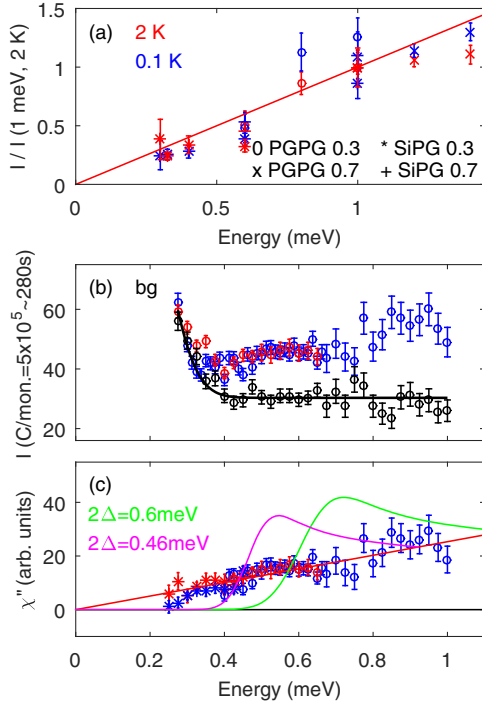 1.5
1
0.5
0
I / I (1 meV, 2 K)
(a)
2 K
0.1 K
O PGPG 0.3 * SiPG 0.3
x PGPG 0.7 + SiPG 0.7
0 0.5 1
Energy (meV)
60
40
20
I (C/mon.=5x10⁵~280s)
(b) bg
40
20
0
χ'' (arb. units)
(c)
2Δ=0.6meV
2Δ=0.46meV
0 0.2 0.4 0.6 0.8 1
Energy (meV)